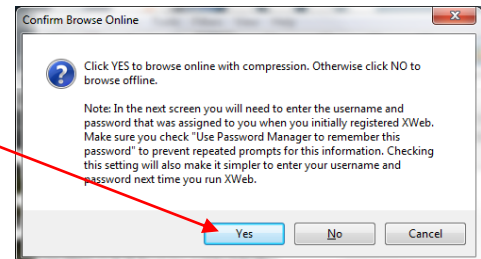 Confirm Browse Online
Click YES to browse online with compression. Otherwise click NO to
browse offline.
Note: In the next screen you will need to enter the username and
password that was assigned to you when you initially registered XWeb.
Make sure you check "Use Password Manager to remember this
password" to prevent repeated prompts for this information. Checking
this setting will also make it simpler to enter your username and
password next time you run XWeb.
Yes No Cancel